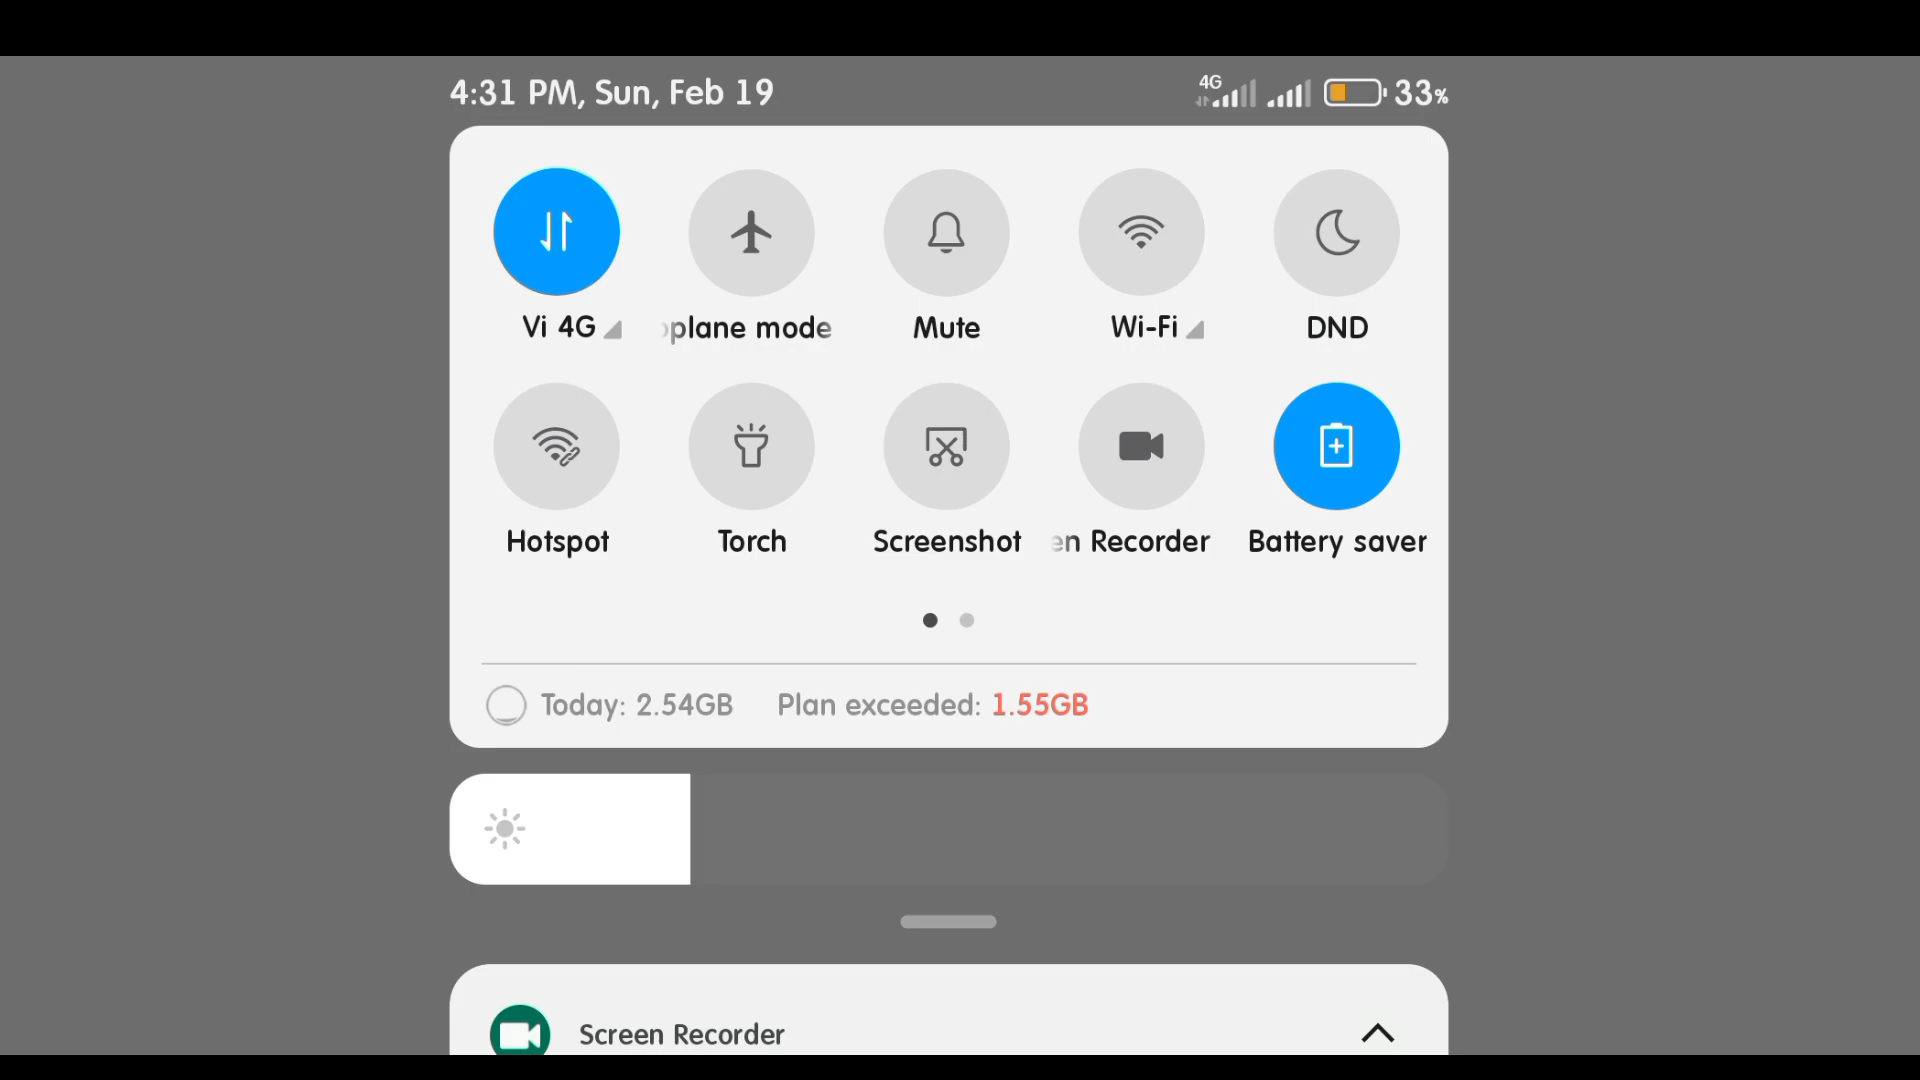 4:31 PM, Sun, Feb 19
4G
33%
Vi 4G
plane mode
Mute
Wi-Fi
DND
Hotspot
Torch
Screenshot
en Recorder
Battery saver
Today: 2.54GB Plan exceeded: 1.55GB
Screen Recorder